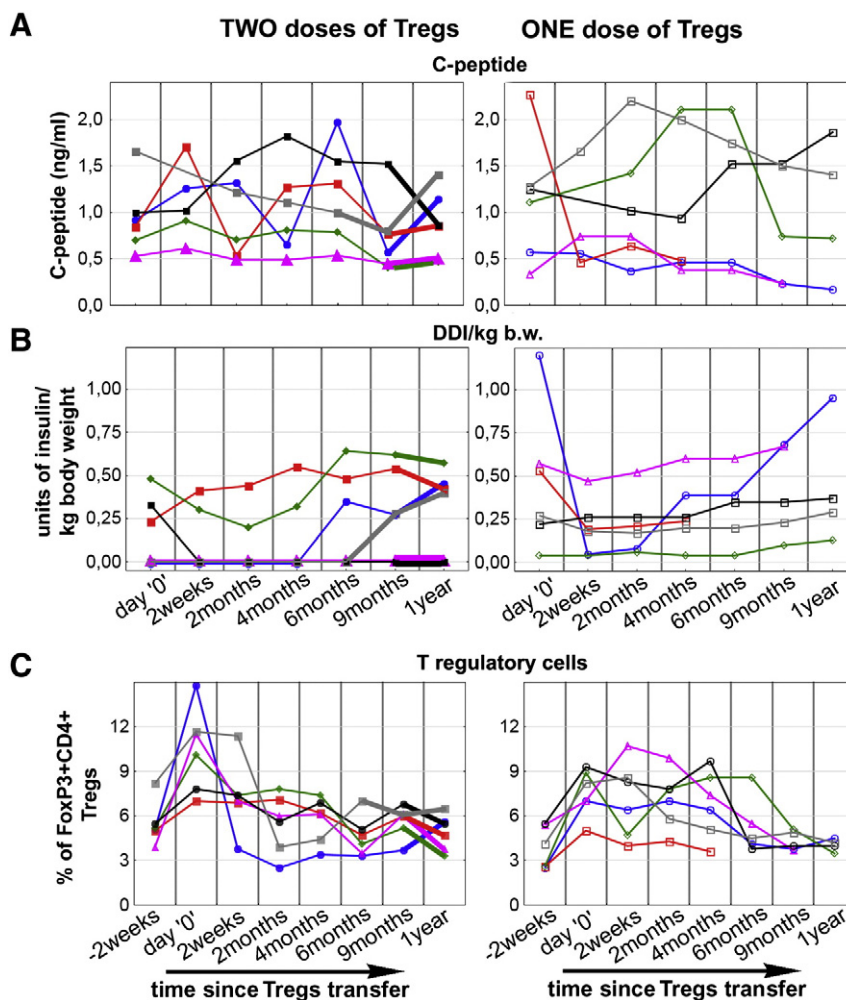 A
TWO doses of Tregs
ONE dose of Tregs
C-peptide
C-peptide (ng/ml)
2,0
1,5
1,0
0,5
0,0
2,0
1,5
1,0
0,5
0,0
B
DDI/kg b.w.
units of insulin/
kg body weight
1,00
0,75
0,50
0,25
0,00
1,00
0,75
0,50
0,25
0,00
day '0'
2weeks
2months
4months
6months
9months
1year
day '0'
2weeks
2months
4months
6months
9months
1year
C
T regulatory cells
% of FoxP3+CD4+
Tregs
12
9
6
3
0
12
9
6
3
0
-2weeks
day '0'
2weeks
2months
4months
6months
9months
1year
-2weeks
day '0'
2weeks
2months
4months
6months
9months
1year
time since Tregs transfer
time since Tregs transfer